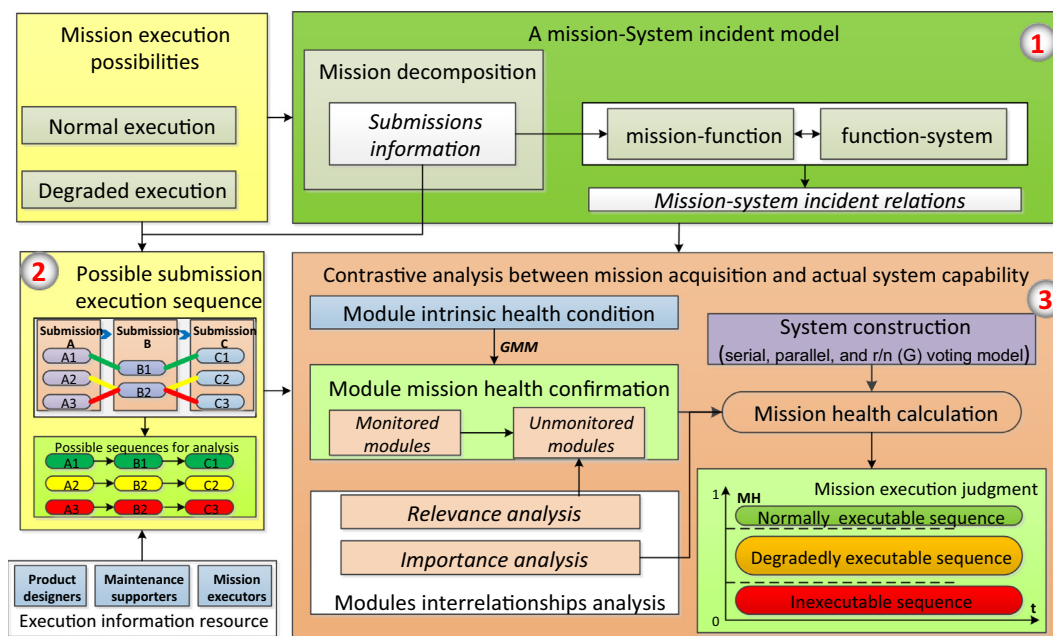 Mission execution
possibilities
Normal execution
Degraded execution
A mission-System incident model
1
Mission decomposition
Submissions
information
mission-function
function-system
Mission-system incident relations
2
Possible submission
execution sequence
Submission
A
Submission
B
Submission
C
A1
A2
A3
B1
B2
C1
C2
C3
Possible sequences for analysis
A1
B1
C1
A2
B2
C2
A3
B2
C3
Product
designers
Maintenance
supporters
Mission
executors
Execution information resource
Contrastive analysis between mission acquisition and actual system capability
3
Module intrinsic health condition
GMM
Module mission health confirmation
Monitored
modules
Unmonitored
modules
Relevance analysis
Importance analysis
Modules interrelationships analysis
System construction
(serial, parallel, and r/n (G) voting model)
Mission health calculation
1
MH
Mission execution judgment
Normally executable sequence
Degradedly executable sequence
Inexecutable sequence
0
t